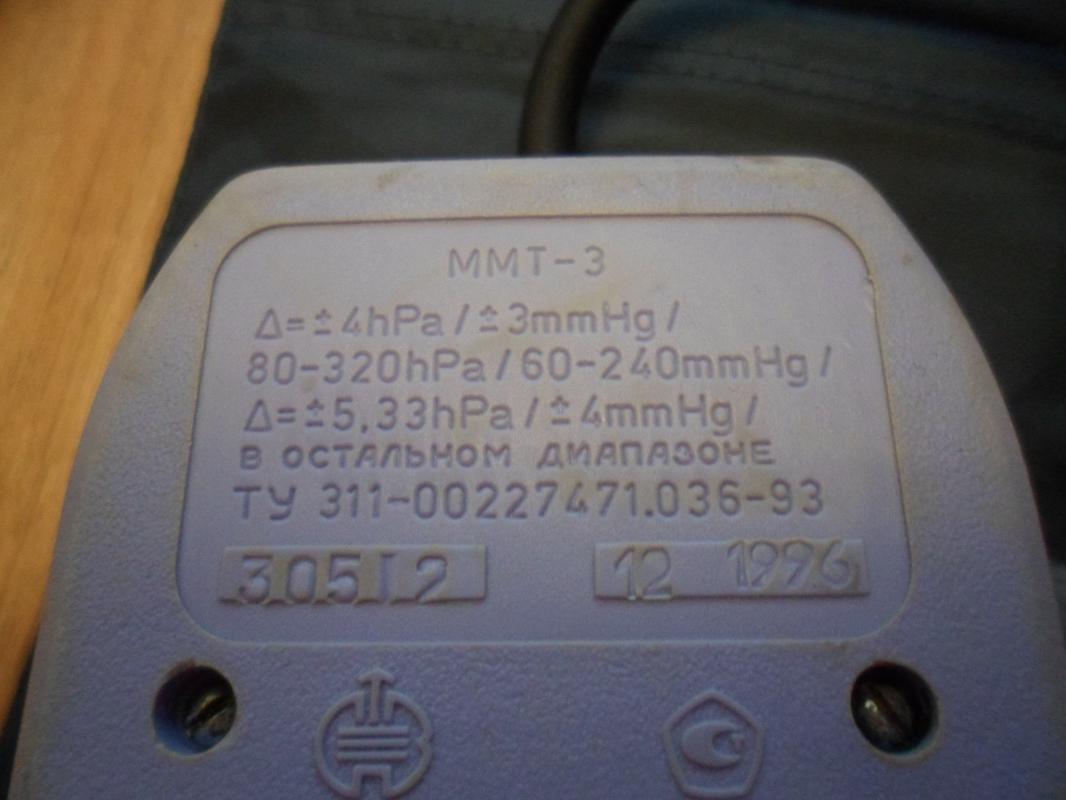 ММТ-3
Δ=±4hPa/±3mmHg/
80-320hPa/60-240mmHg/
Δ=±5,33hPa/±4mmHg/
в остальном диапазоне
ТУ 311-00227471.036-93
305I2 12 1996